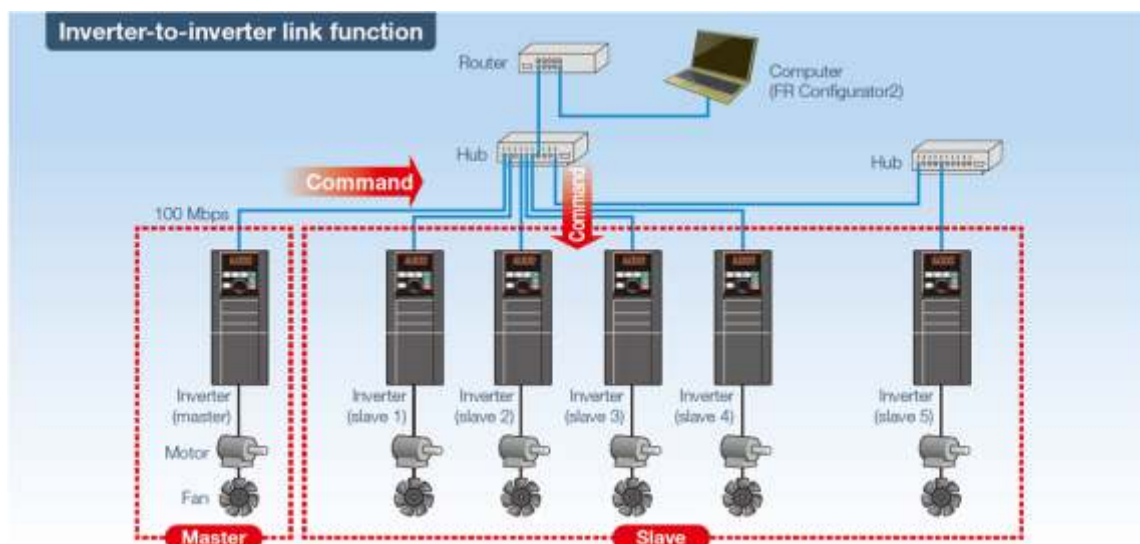 Inverter-to-inverter link function
Router
Computer
(FR Configurator2)
Hub
Hub
Command
Command
100 Mbps
Inverter
(master)
Inverter
(slave 1)
Inverter
(slave 2)
Inverter
(slave 3)
Inverter
(slave 4)
Inverter
(slave 5)
Motor
Fan
Master
Slave